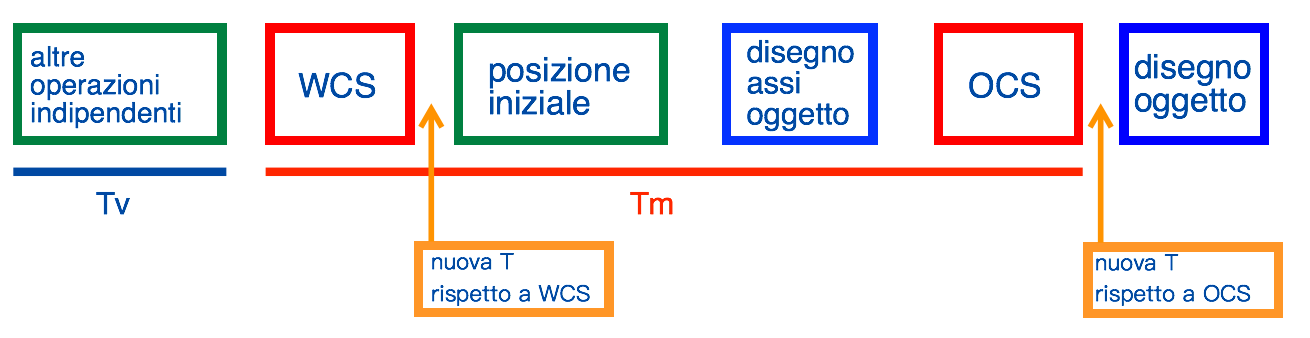 altre
operazioni
indipendenti
WCS
posizione
iniziale
disegno
assi
oggetto
OCS
disegno
oggetto
Tv
Tm
nuova T
rispetto a WCS
nuova T
rispetto a OCS